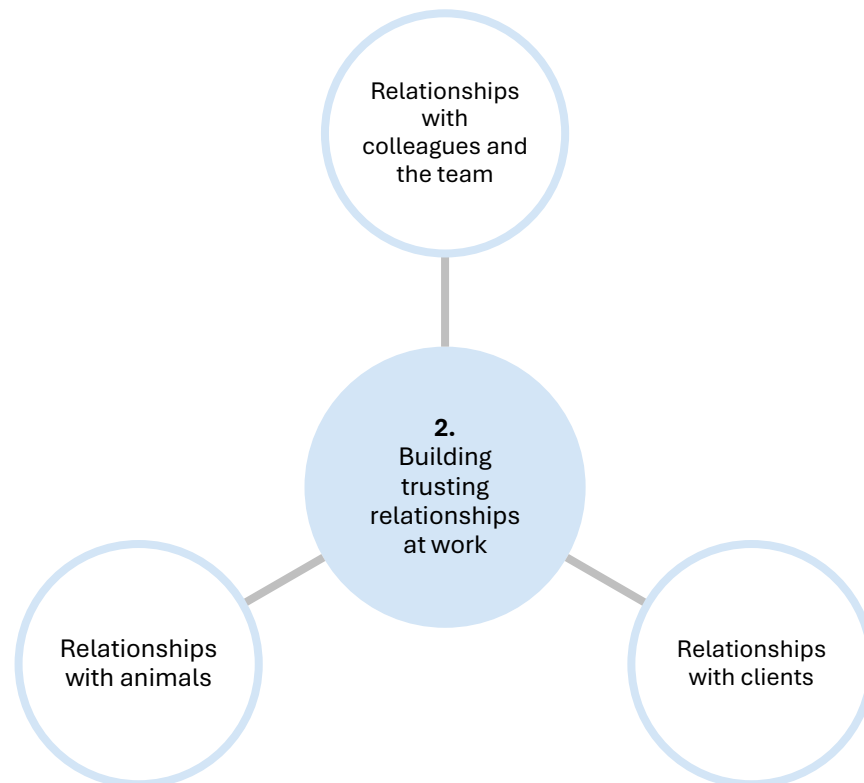 Relationships
with
colleagues and
the team
2.
Building
trusting
relationships
at work
Relationships
with animals
Relationships
with clients